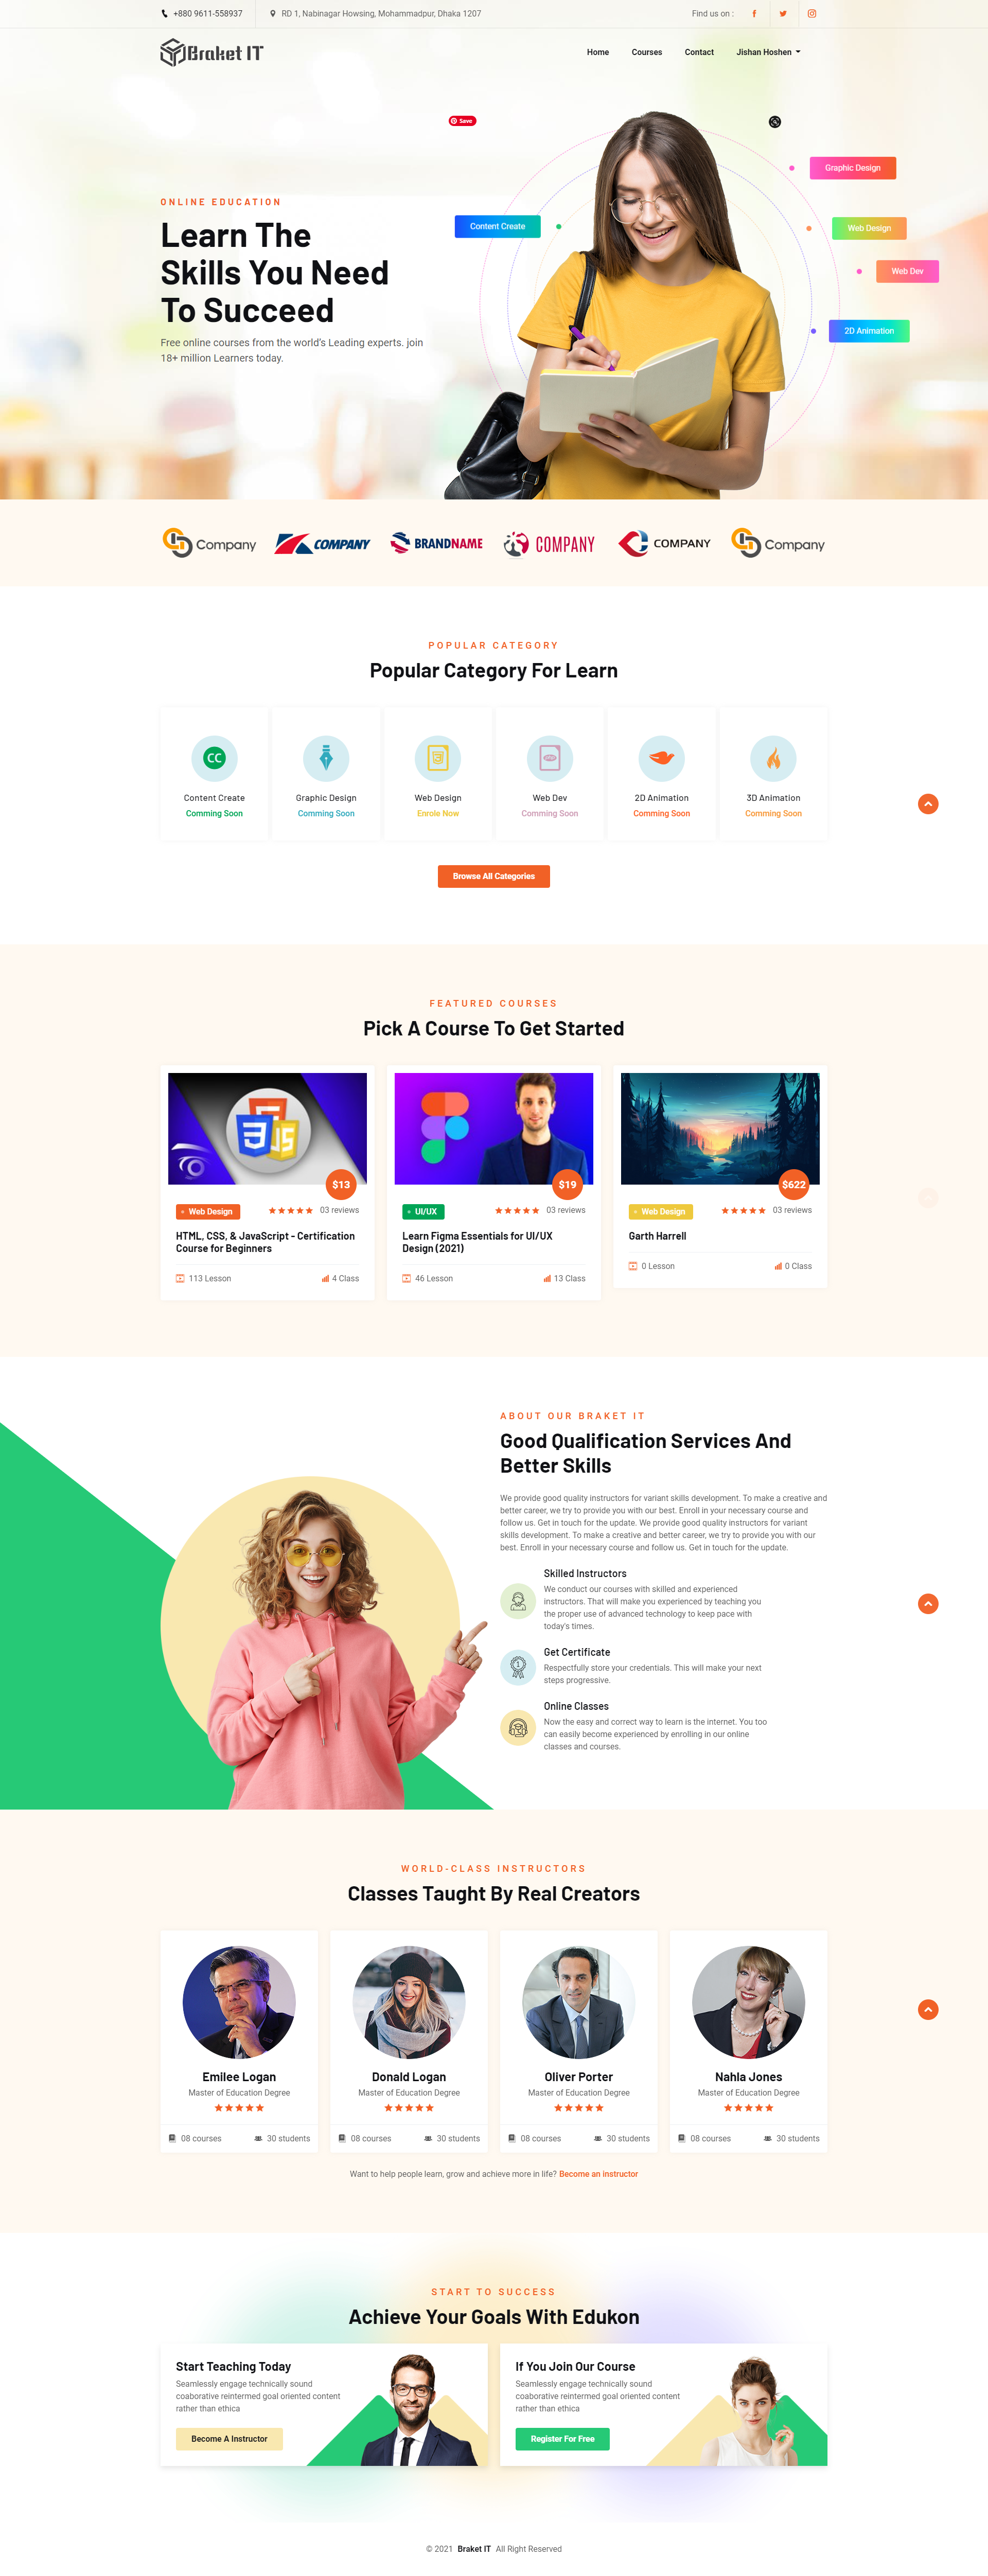 +880 9611-558937
RD 1, Nabinagar Howsing, Mohammadpur, Dhaka 1207
Find us on :
Braket IT
Home
Courses
Contact
Jishan Hoshen
Save
Graphic Design
ONLINE EDUCATION
Learn The
Skills You Need
To Succeed
Free online courses from the world's Leading experts. join
18+ million Learners today.
Content Create
Web Design
Web Dev
2D Animation
Company
COMPANY
BRANDNAME
COMPANY
COMPANY
Company
POPULAR CATEGORY
Popular Category For Learn
CC
Content Create
Comming Soon
Graphic Design
Comming Soon
Web Design
Enrole Now
Web Dev
Comming Soon
2D Animation
Comming Soon
3D Animation
Comming Soon
Browse All Categories
FEATURED COURSES
Pick A Course To Get Started
JS
$13
Web Design
03 reviews
HTML, CSS, & JavaScript - Certification
Course for Beginners
113 Lesson
4 Class
$19
UI/UX
03 reviews
Learn Figma Essentials for UI/UX
Design (2021)
46 Lesson
13 Class
$622
Web Design
03 reviews
Garth Harrell
0 Lesson
0 Class
ABOUT OUR BRAKET IT
Good Qualification Services And
Better Skills
We provide good quality instructors for variant skills development. To make a creative and
better career, we try to provide you with our best. Enroll in your necessary course and
follow us. Get in touch for the update. We provide good quality instructors for variant
skills development. To make a creative and better career, we try to provide you with our
best. Enroll in your necessary course and follow us. Get in touch for the update.
Skilled Instructors
We conduct our courses with skilled and experienced
instructors. That will make you experienced by teaching you
the proper use of advanced technology to keep pace with
today's times.
Get Certificate
Respectfully store your credentials. This will make your next
steps progressive.
Online Classes
Now the easy and correct way to learn is the internet. You too
can easily become experienced by enrolling in our online
classes and courses.
WORLD-CLASS INSTRUCTORS
Classes Taught By Real Creators
Emilee Logan
Master of Education Degree
08 courses
30 students
Donald Logan
Master of Education Degree
08 courses
30 students
Oliver Porter
Master of Education Degree
08 courses
30 students
Nahla Jones
Master of Education Degree
08 courses
30 students
Want to help people learn, grow and achieve more in life? Become an instructor
START TO SUCCESS
Achieve Your Goals With Edukon
Start Teaching Today
Seamlessly engage technically sound
coaborative reintermed goal oriented content
rather than ethica
Become A Instructor
If You Join Our Course
Seamlessly engage technically sound
coaborative reintermed goal oriented content
rather than ethica
Register For Free
© 2021 Braket IT All Right Reserved